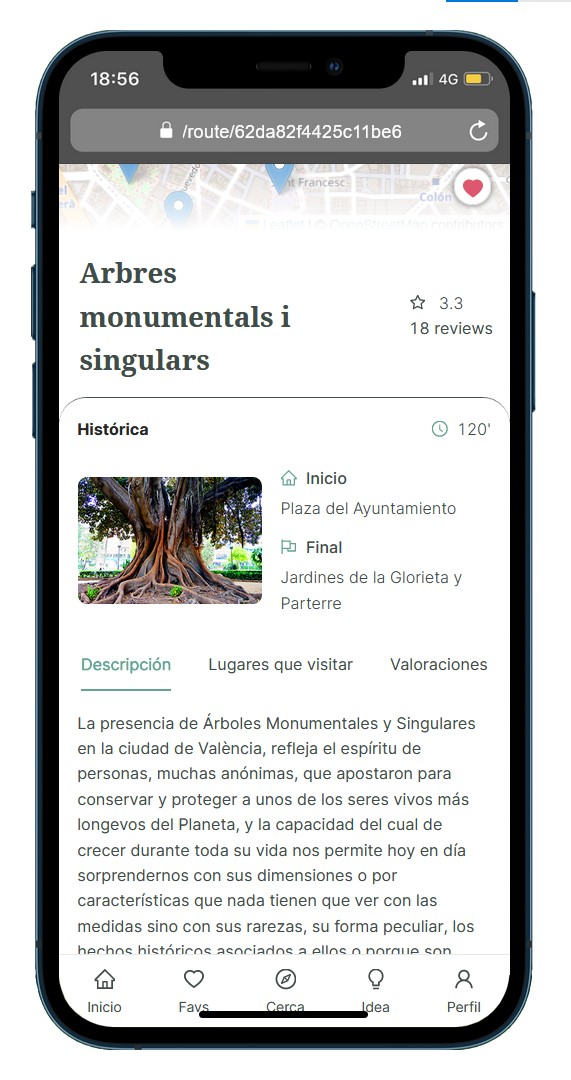 18:56
4G
/route/62da82f4425c11be6
nt Francesc
Colón
Leaflet | © OpenStreetMap contributors
Arbres
monumentals i
singulars
3.3
18 reviews
Histórica
120'
Inicio
Plaza del Ayuntamiento
Final
Jardines de la Glorieta y
Parterre
Descripción
Lugares que visitar
Valoraciones
La presencia de Árboles Monumentales y Singulares
en la ciudad de València, refleja el espíritu de
personas, muchas anónimas, que apostaron para
conservar y proteger a unos de los seres vivos más
longevos del Planeta, y la capacidad del cual de
crecer durante toda su vida nos permite hoy en día
sorprendernos con sus dimensiones o por
características que nada tienen que ver con las
medidas sino con sus rarezas, su forma peculiar, los
hechos históricos asociados a ellos o porque son
Inicio
Favs
Cerca
Idea
Perfil